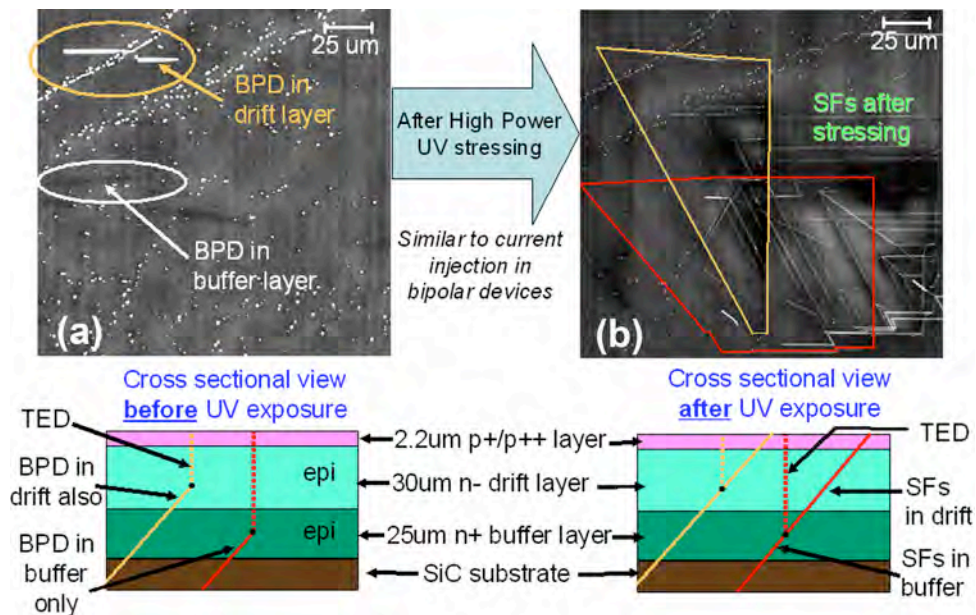 25 um
BPD in
drift layer
BPD in
buffer layer
(a)
After High Power
UV stressing
Similar to current
injection in
bipolar devices
25 um
SFs after
stressing
(b)
Cross sectional view
before UV exposure
TED
BPD in
drift also
BPD in
buffer
only
epi
epi
2.2um p+/p++ layer
30um n- drift layer
25um n+ buffer layer
SiC substrate
Cross sectional view
after UV exposure
TED
SFs
in drift
SFs in
buffer